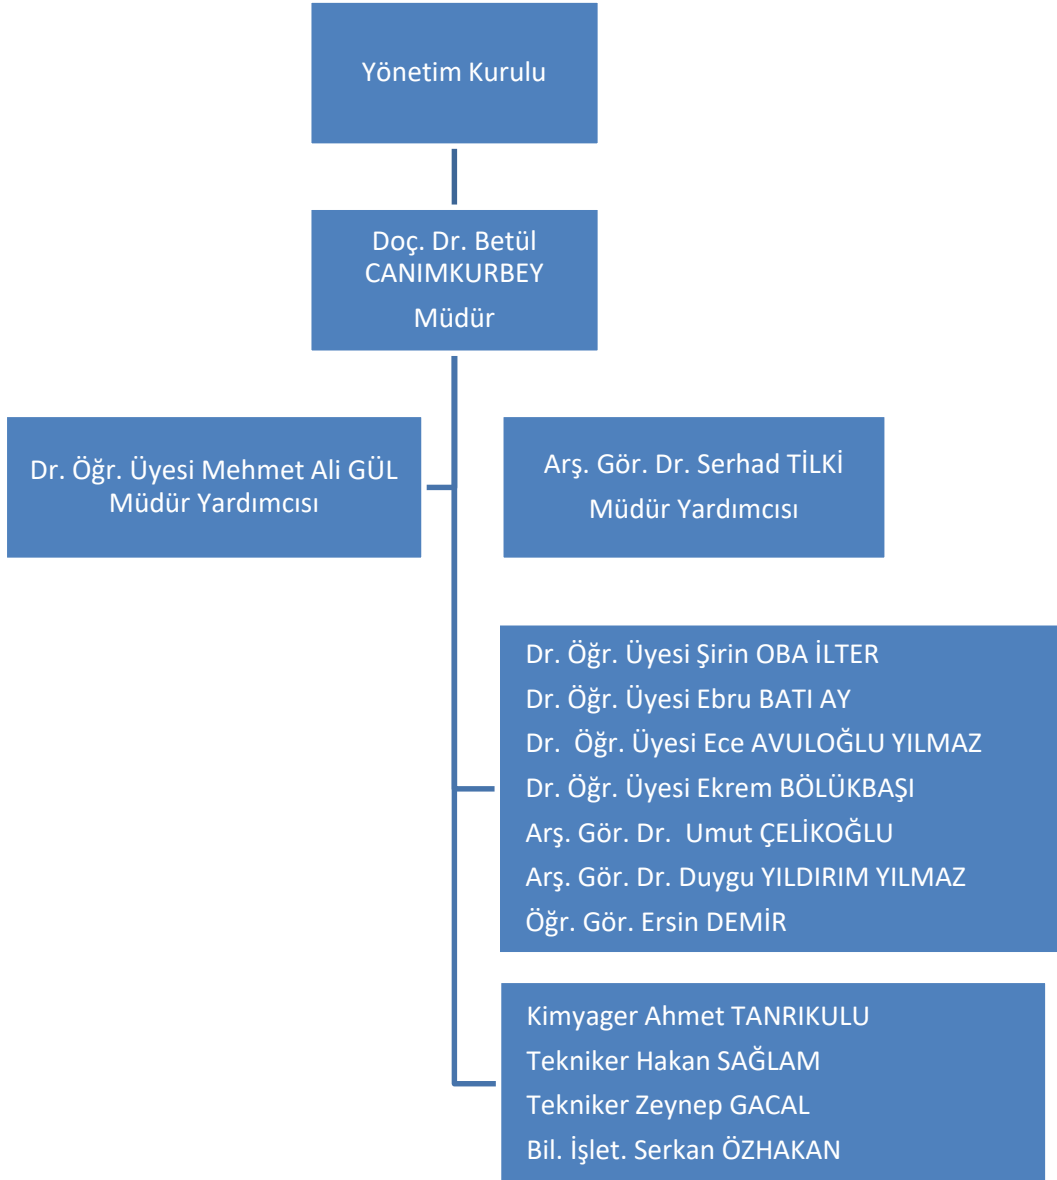 Yönetim Kurulu
Doç. Dr. Betül
CANIMKURBEY
Müdür
Dr. Öğr. Üyesi Mehmet Ali GÜL
Müdür Yardımcısı
Arş. Gör. Dr. Serhad TİLKİ
Müdür Yardımcısı
Dr. Öğr. Üyesi Şirin OBA İLTER
Dr. Öğr. Üyesi Ebru BATI AY
Dr.  Öğr. Üyesi Ece AVULOĞLU YILMAZ
Dr. Öğr. Üyesi Ekrem BÖLÜKBAŞI
Arş. Gör. Dr.  Umut ÇELİKOĞLU
Arş. Gör. Dr. Duygu YILDIRIM YILMAZ
Öğr. Gör. Ersin DEMİR
Kimyager Ahmet TANRIKULU
Tekniker Hakan SAĞLAM
Tekniker Zeynep GACAL
Bil. İşlet. Serkan ÖZHAKAN